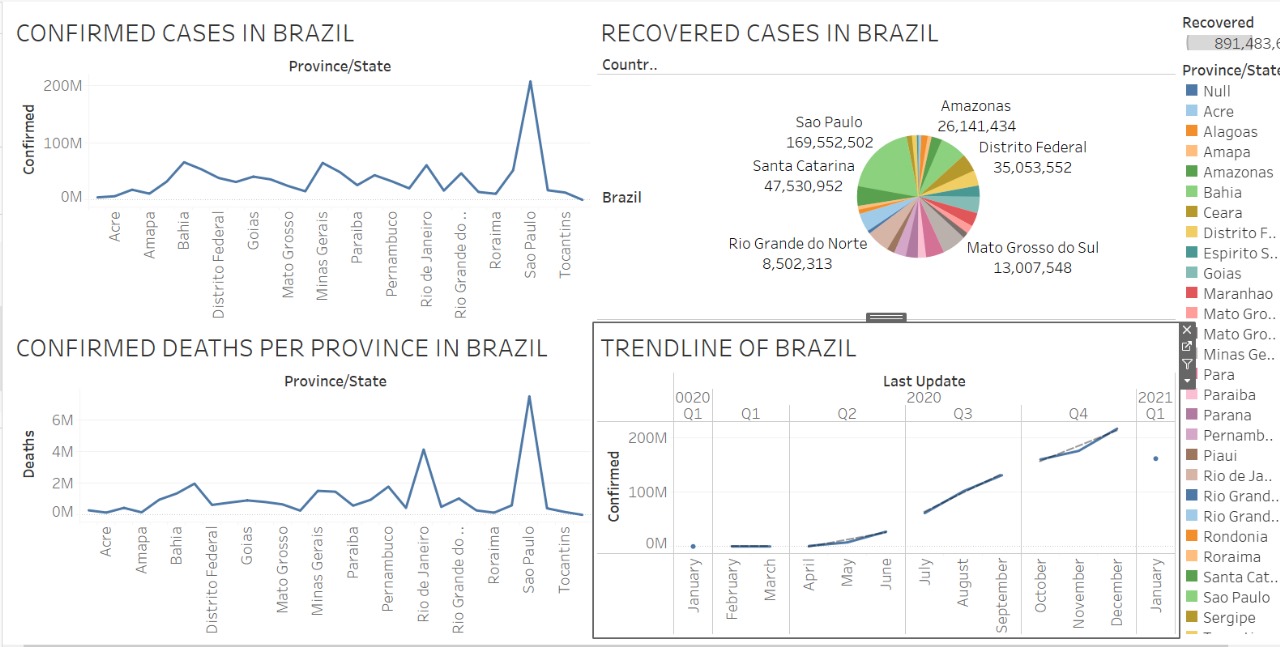 CONFIRMED CASES IN BRAZIL
Province/State
Confirmed
200M
100M
0M
Acre
Amapa
Bahia
Distrito Federal
Goias
Mato Grosso
Minas Gerais
Paraiba
Pernambuco
Rio de Janeiro
Rio Grande do ..
Roraima
Sao Paulo
Tocantins
RECOVERED CASES IN BRAZIL
Countr..
Brazil
Amazonas
26,141,434
Sao Paulo
169,552,502
Distrito Federal
35,053,552
Santa Catarina
47,530,952
Rio Grande do Norte
8,502,313
Mato Grosso do Sul
13,007,548
CONFIRMED DEATHS PER PROVINCE IN BRAZIL
Province/State
Deaths
6M
4M
2M
0M
Acre
Amapa
Bahia
Distrito Federal
Goias
Mato Grosso
Minas Gerais
Paraiba
Pernambuco
Rio de Janeiro
Rio Grande do ..
Roraima
Sao Paulo
Tocantins
TRENDLINE OF BRAZIL
Last Update
0020 2020 2021
Q1 Q1 Q2 Q3 Q4 Q1
Confirmed
200M
100M
0M
January
February
March
April
May
June
July
August
September
October
November
December
January
Recovered
891,483,6
Province/State
Null
Acre
Alagoas
Amapa
Amazonas
Bahia
Ceara
Distrito F..
Espirito S..
Goias
Maranhao
Mato Gro..
Mato Gro..
Minas Ge..
Para
Paraiba
Parana
Pernamb..
Piaui
Rio de Ja..
Rio Grand..
Rio Grand..
Rondonia
Roraima
Santa Cat..
Sao Paulo
Sergipe